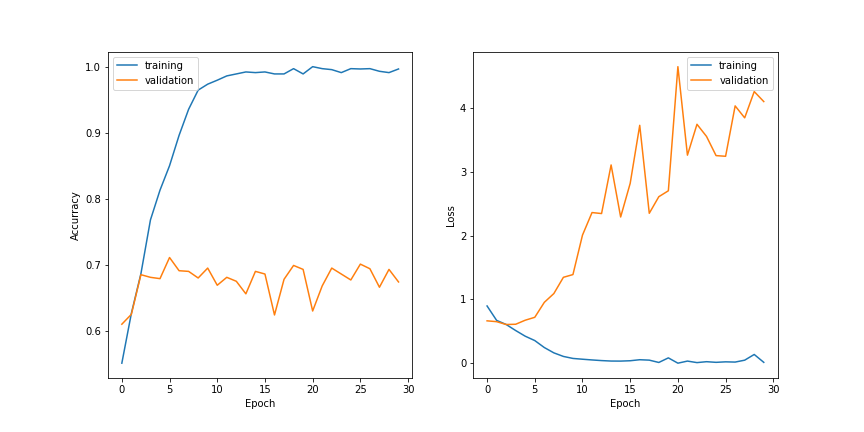 training
validation
1.0
0.9
0.8
0.7
0.6
Accurracy
0 5 10 15 20 25 30
Epoch
training
validation
4
3
2
1
0
Loss
0 5 10 15 20 25 30
Epoch